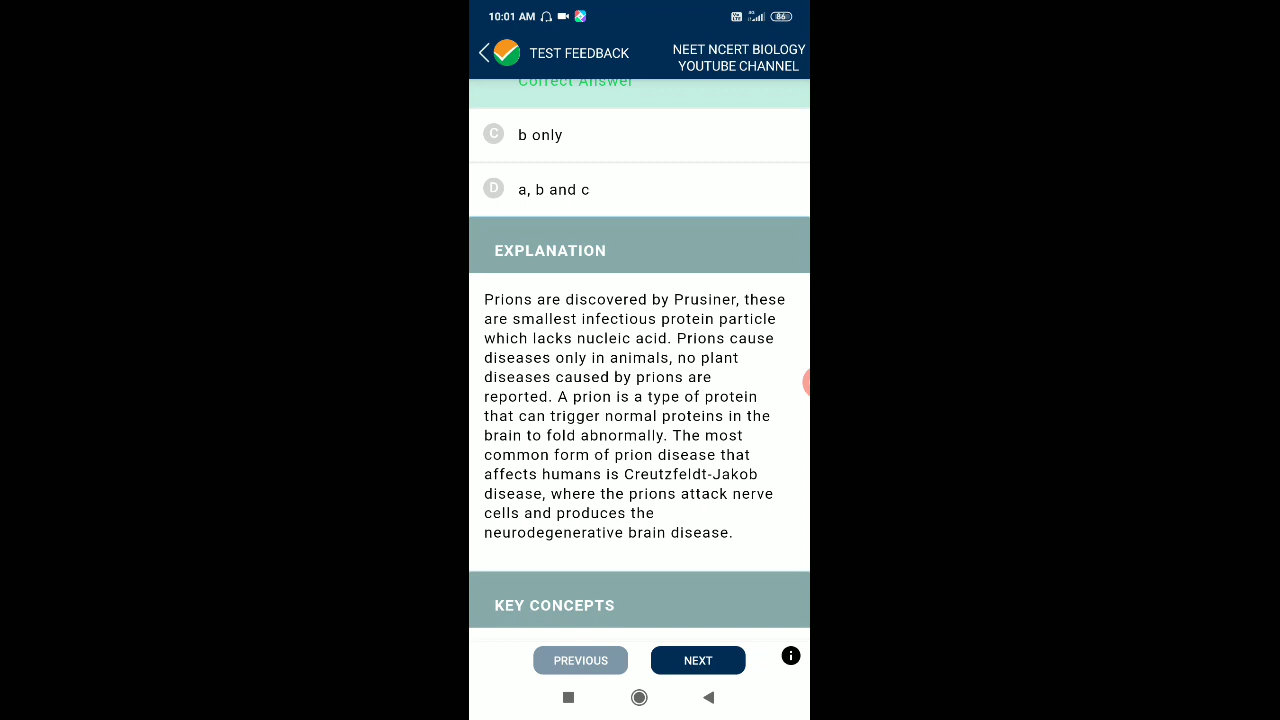 10:01 AM 86
TEST FEEDBACK
NEET NCERT BIOLOGY
YOUTUBE CHANNEL
Correct Answer
C b only
D a, b and c
EXPLANATION
Prions are discovered by Prusiner, these
are smallest infectious protein particle
which lacks nucleic acid. Prions cause
diseases only in animals, no plant
diseases caused by prions are
reported. A prion is a type of protein
that can trigger normal proteins in the
brain to fold abnormally. The most
common form of prion disease that
affects humans is Creutzfeldt-Jakob
disease, where the prions attack nerve
cells and produces the
neurodegenerative brain disease.
KEY CONCEPTS
PREVIOUS NEXT